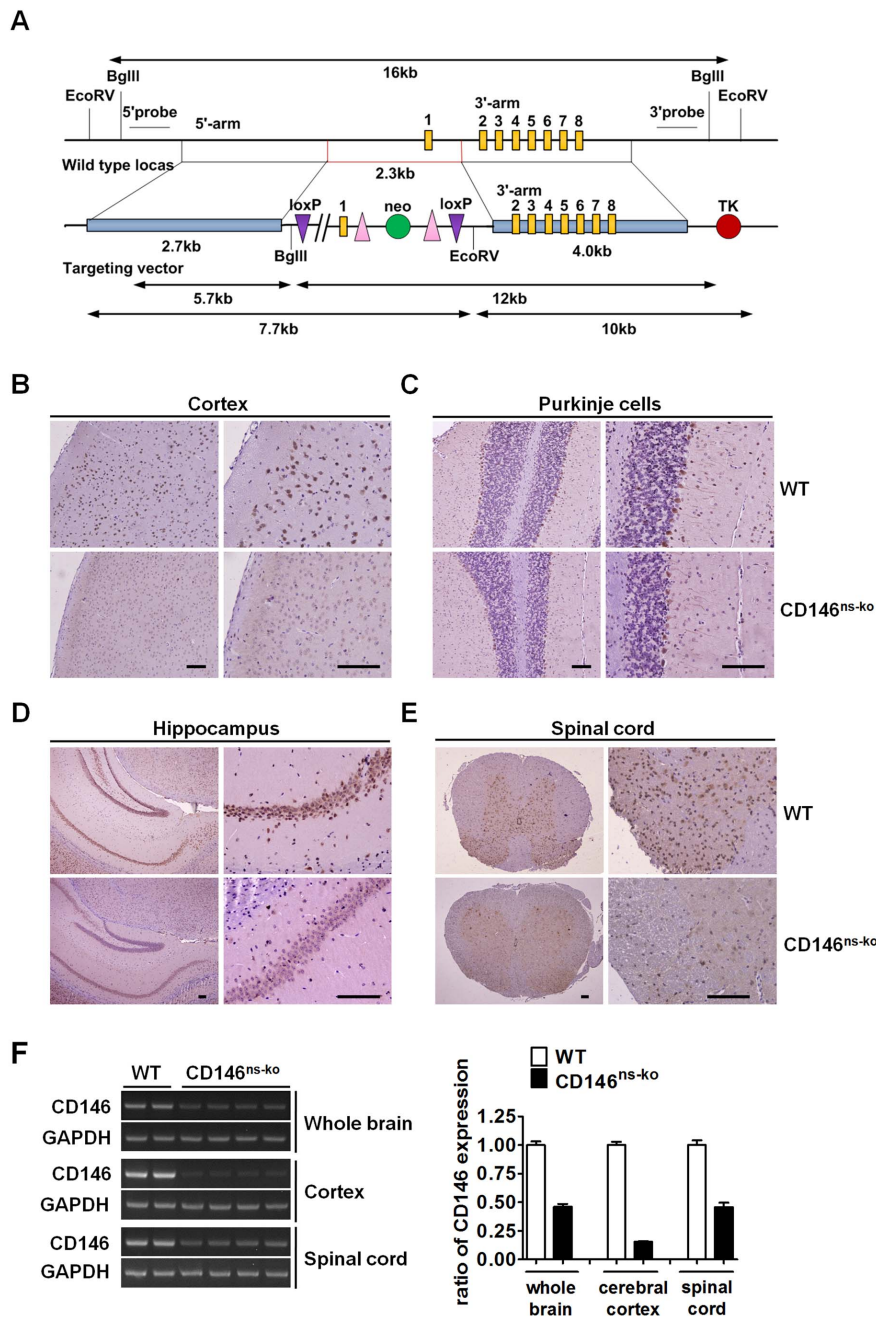 A
16kb
BglII BglII
EcoRV EcoRV
5'probe 5'-arm 1 3'-arm 3'probe
2 3 4 5 6 7 8
Wild type locas
2.3kb
loxP 1 neo loxP 3'-arm TK
2 3 4 5 6 7 8
2.7kb BglII EcoRV 4.0kb
Targeting vector
5.7kb 12kb
7.7kb 10kb
B
Cortex
C
Purkinje cells
WT
CD146ns-ko
D
Hippocampus
E
Spinal cord
WT
CD146ns-ko
F
WT CD146ns-ko
CD146
GAPDH
Whole brain
CD146
GAPDH
Cortex
CD146
GAPDH
Spinal cord
WT
CD146ns-ko
ratio of CD146 expression
1.25
1.00
0.75
0.50
0.25
0.00
whole brain
cerebral cortex
spinal cord